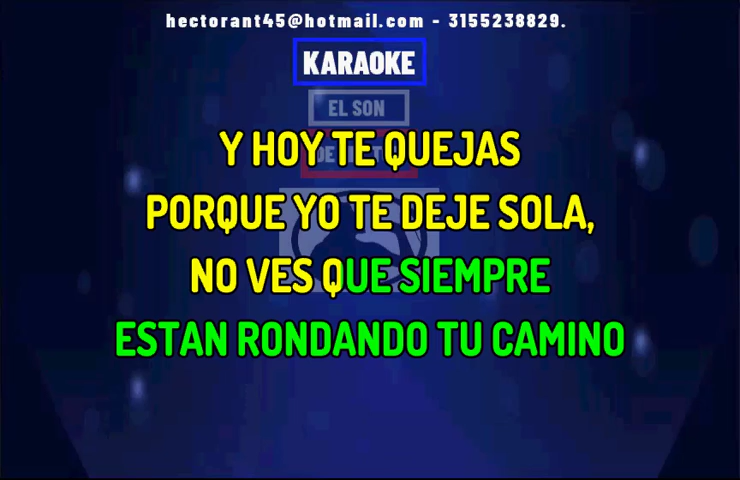 hectorant45@hotmail.com - 3155238829.
KARAOKE
EL SON
Y HOY TE QUEJAS
PORQUE YO TE DEJE SOLA,
NO VES QUE SIEMPRE
ESTAN RONDANDO TU CAMINO